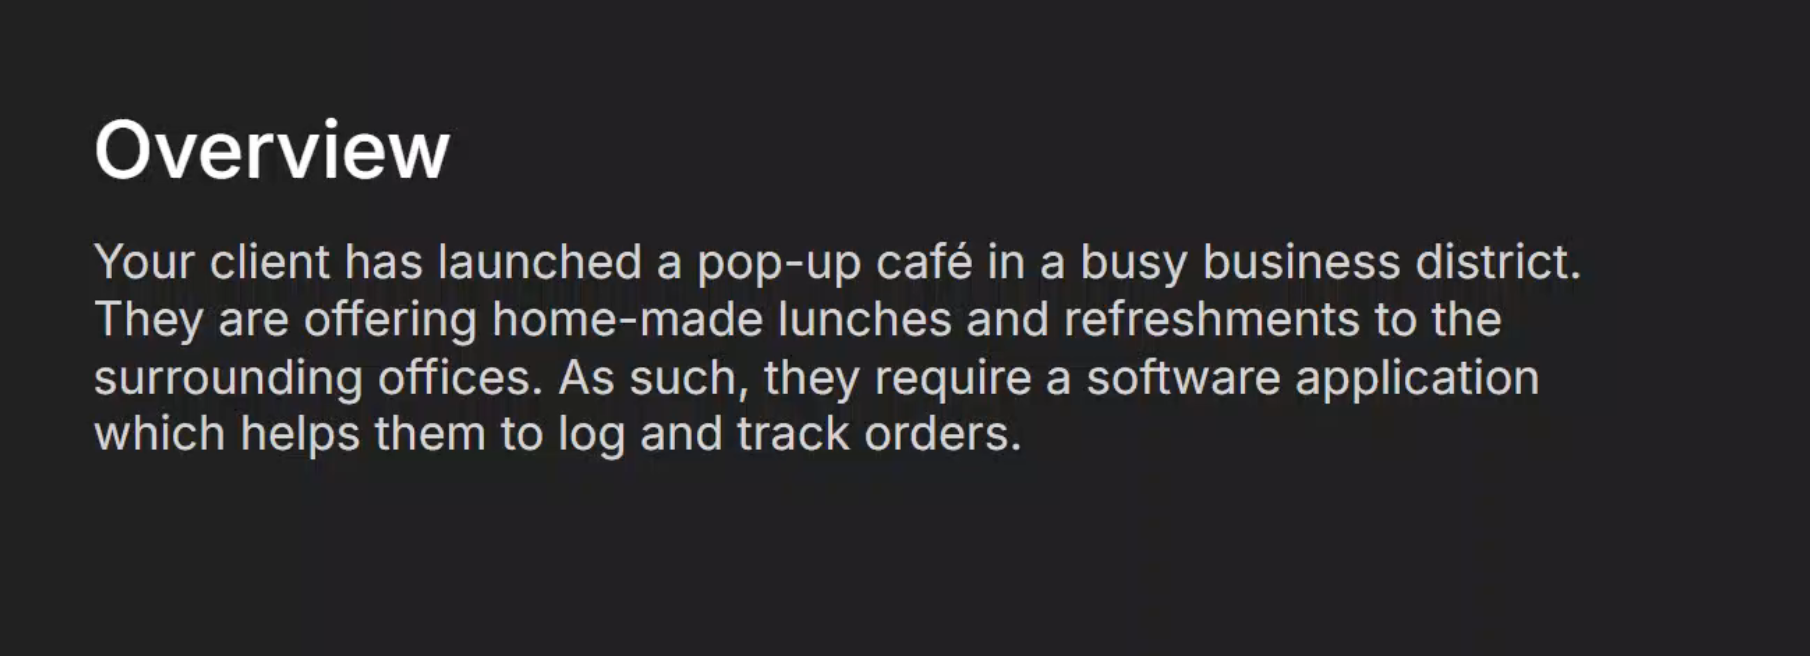 Overview
Your client has launched a pop-up café in a busy business district.
They are offering home-made lunches and refreshments to the
surrounding offices. As such, they require a software application
which helps them to log and track orders.